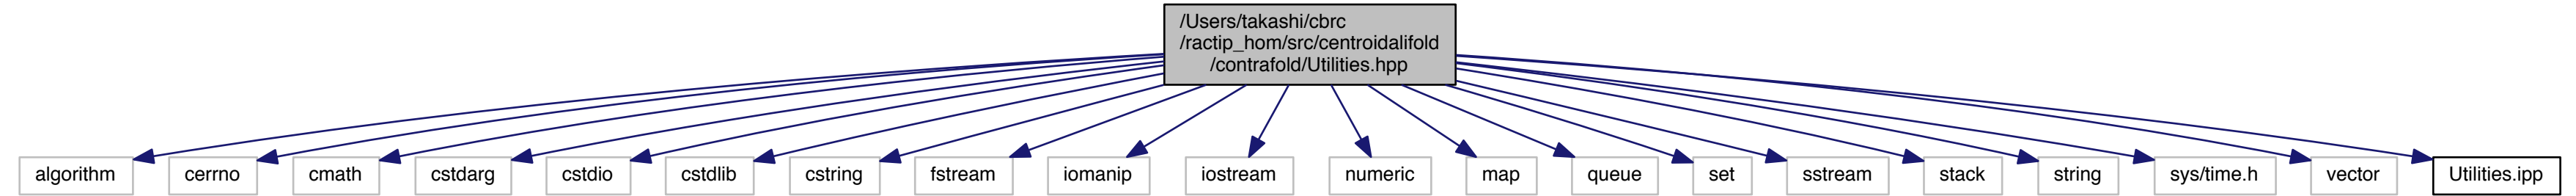 /Users/takashi/cbrc
/ractip_hom/src/centroidalifold
/contrafold/Utilities.hpp
algorithm
cerrno
cmath
cstdarg
cstdio
cstdlib
cstring
fstream
iomanip
iostream
numeric
map
queue
set
sstream
stack
string
sys/time.h
vector
Utilities.ipp